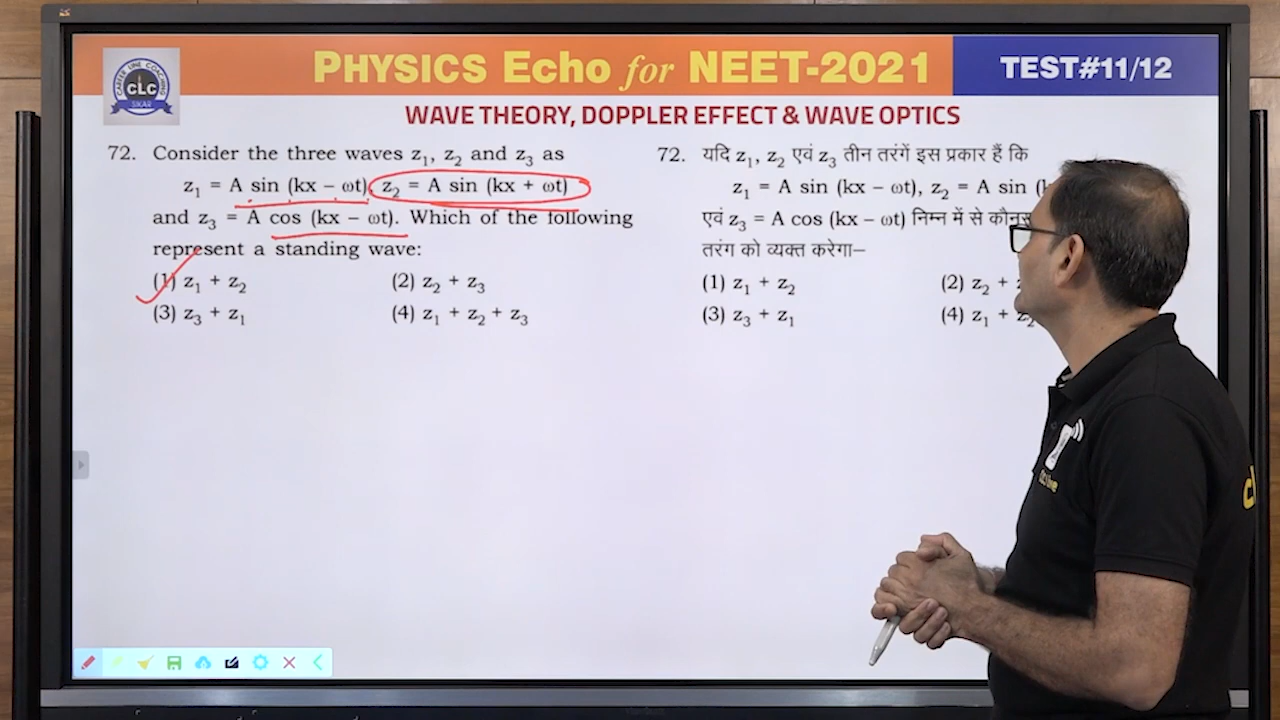 CAREER LINE COACHING
CLC
SIKAR
PHYSICS Echo for NEET-2021
TEST#11/12
WAVE THEORY, DOPPLER EFFECT & WAVE OPTICS
72. Consider the three waves z₁, z₂ and z₃ as
z₁ = A sin (kx – ωt), z₂ = A sin (kx + ωt)
and z₃ = A cos (kx – ωt). Which of the following
represent a standing wave:
(1) z₁ + z₂ (2) z₂ + z₃
(3) z₃ + z₁ (4) z₁ + z₂ + z₃
72. यदि z₁, z₂ एवं z₃ तीन तरंगें इस प्रकार हैं कि
z₁ = A sin (kx – ωt), z₂ = A sin
एवं z₃ = A cos (kx – ωt) निम्न में से
तरंग को व्यक्त करेगा–
(1) z₁ + z₂ (2) z₂ +
(3) z₃ + z₁ (4) z₁ + z₂